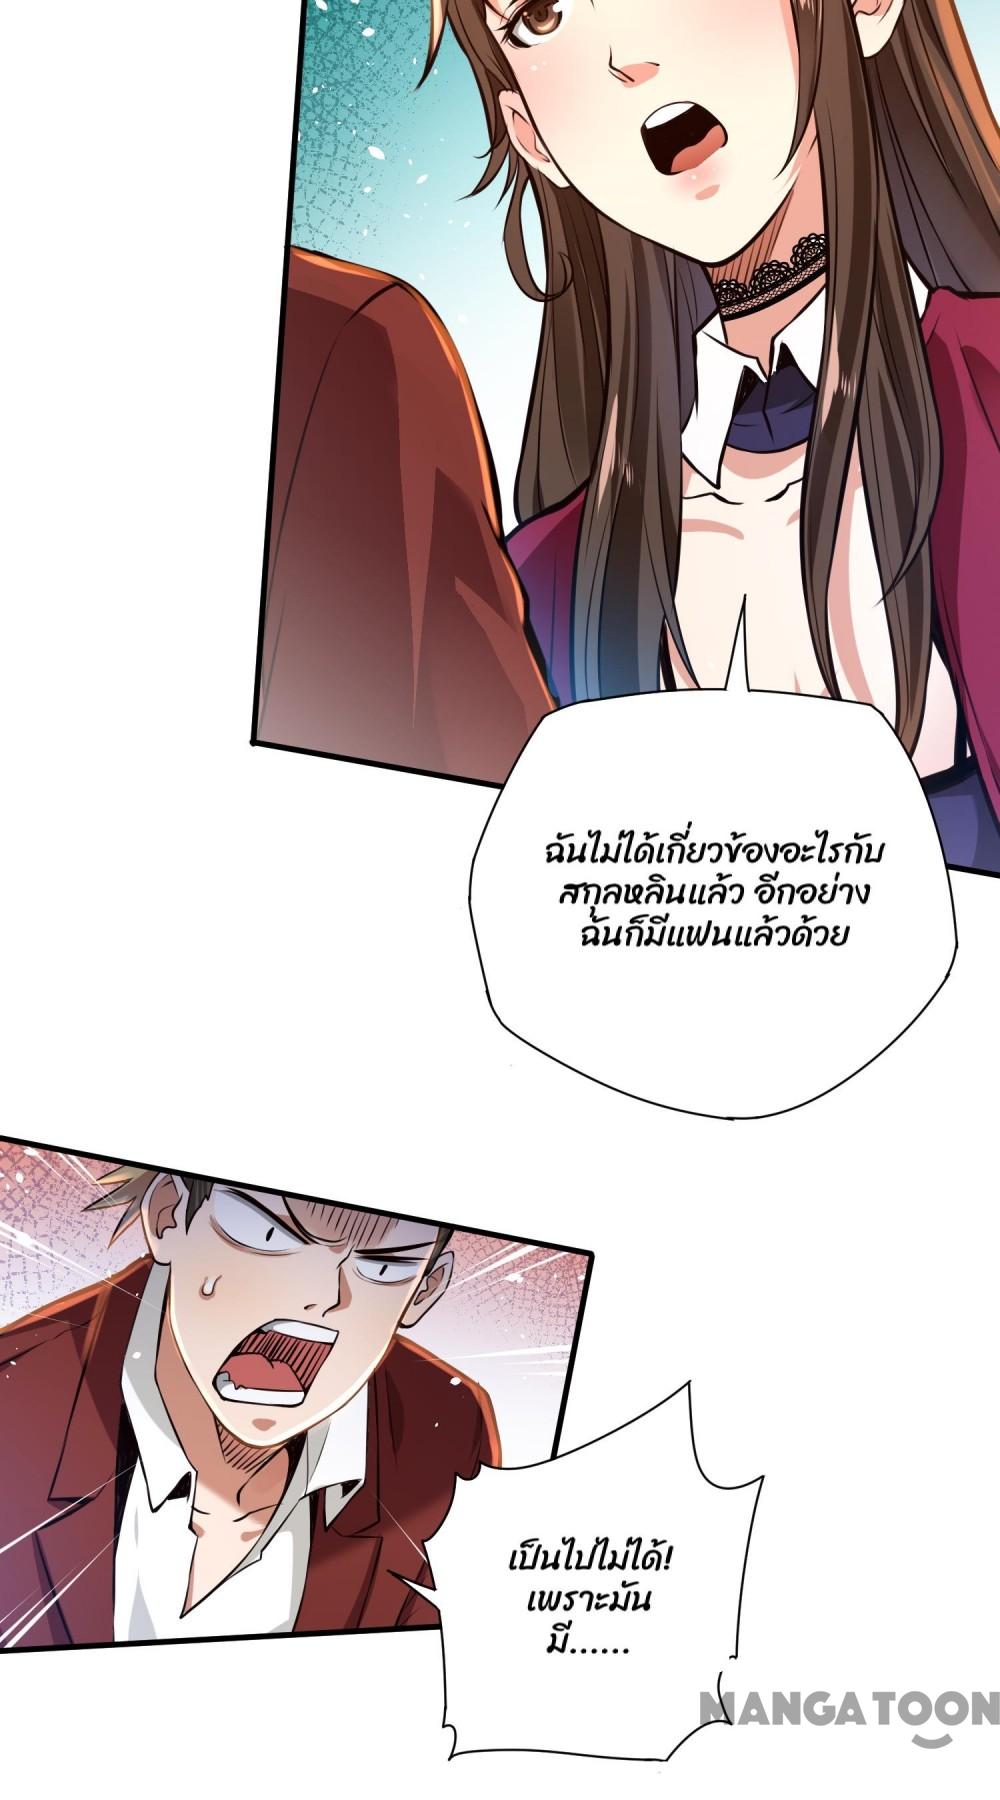 ฉันไม่ได้เกี่ยวข้องอะไรกับ
สกุลหลินแล้ว อีกอย่าง
ฉันก็มีแฟนแล้วด้วย
เป็นไปไม่ได้!
เพราะมัน
มี......
MANGATOON